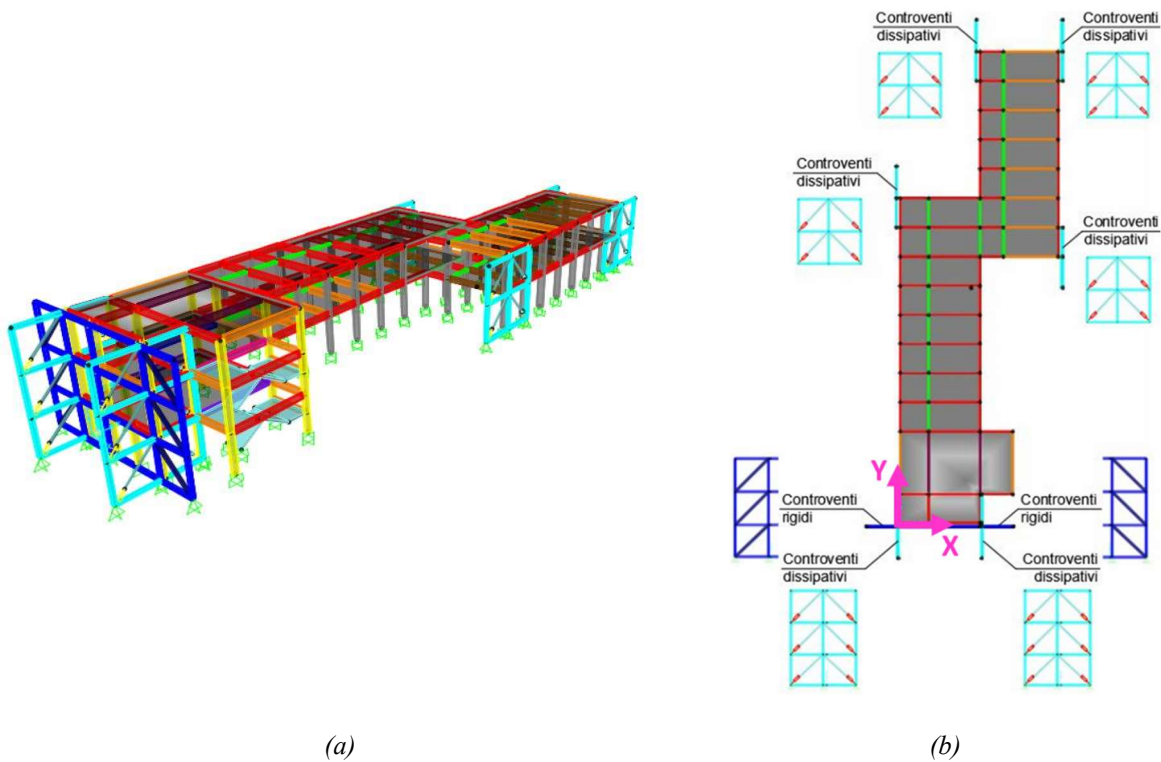 Controventi
dissipativi
Controventi
dissipativi
Controventi
dissipativi
Controventi
dissipativi
Y
X
Controventi
rigidi
Controventi
rigidi
Controventi
dissipativi
Controventi
dissipativi
(a)
(b)